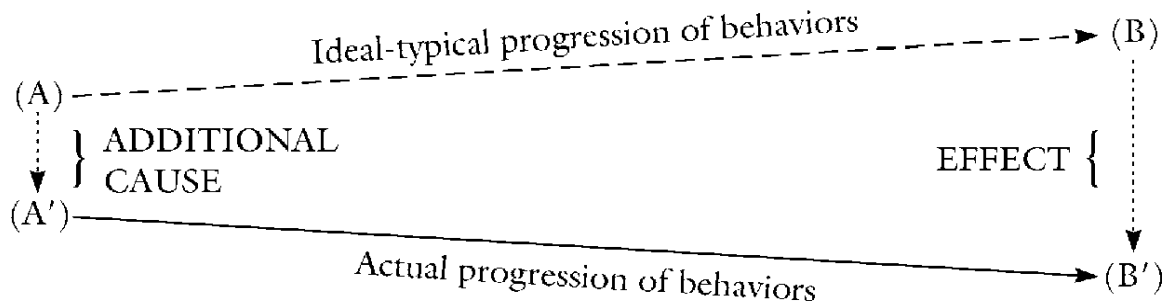 Ideal-typical progression of behaviors
(B)
(A)
} ADDITIONAL
CAUSE
EFFECT {
(A′)
Actual progression of behaviors
(B′)